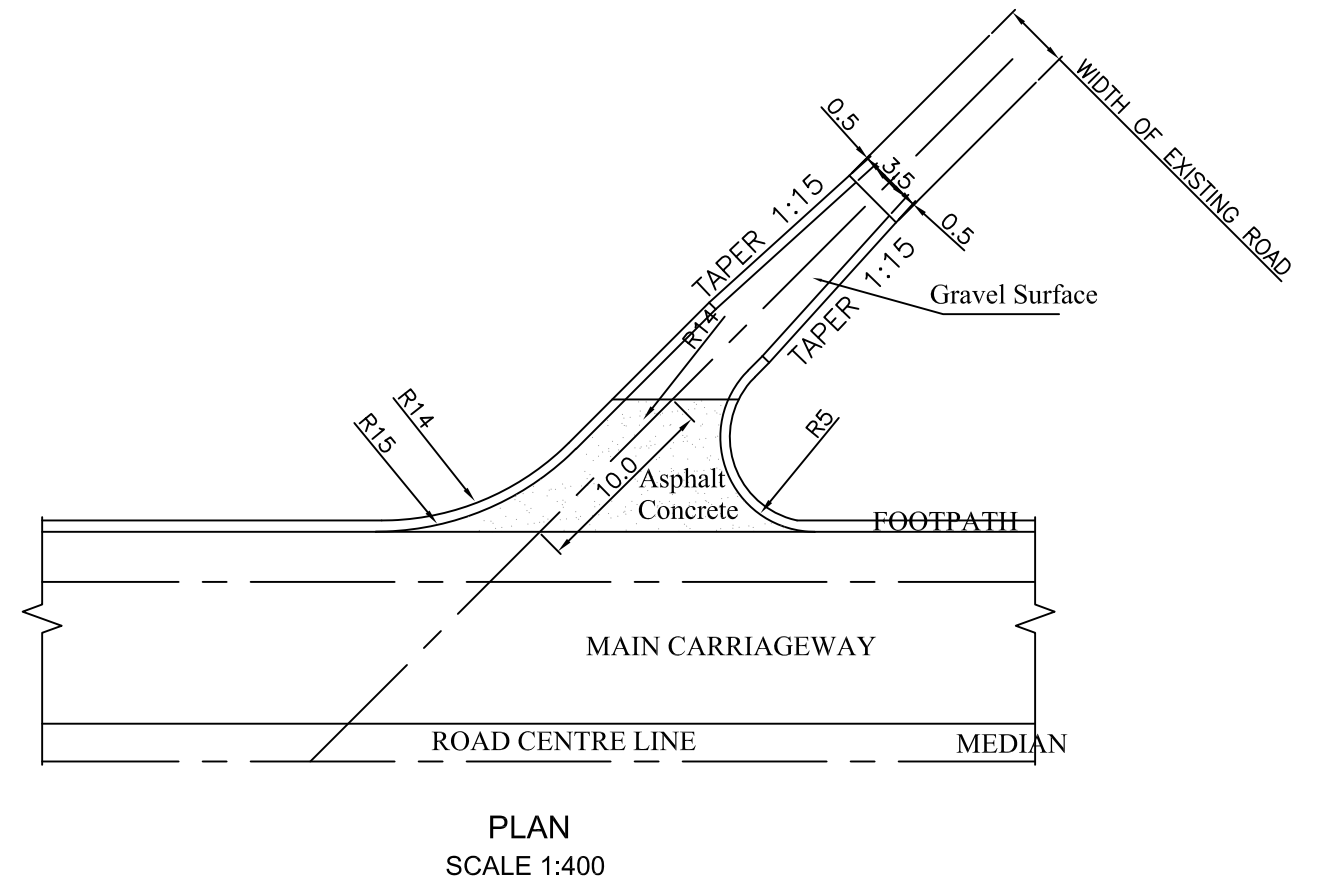 WIDTH OF EXISTING ROAD
0.5
3.5
0.5
TAPER 1:15
TAPER 1:15
Gravel Surface
R14
R14
R15
R5
10.0
Asphalt
Concrete
FOOTPATH
MAIN CARRIAGEWAY
ROAD CENTRE LINE
MEDIAN
PLAN
SCALE 1:400